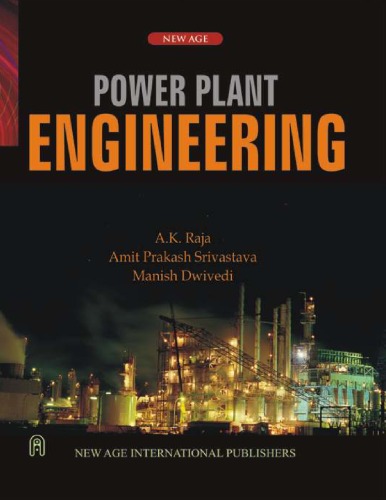 NEW AGE
POWER PLANT
ENGINEERING
A.K. Raja
Amit Prakash Srivastava
Manish Dwivedi
NEW AGE INTERNATIONAL PUBLISHERS